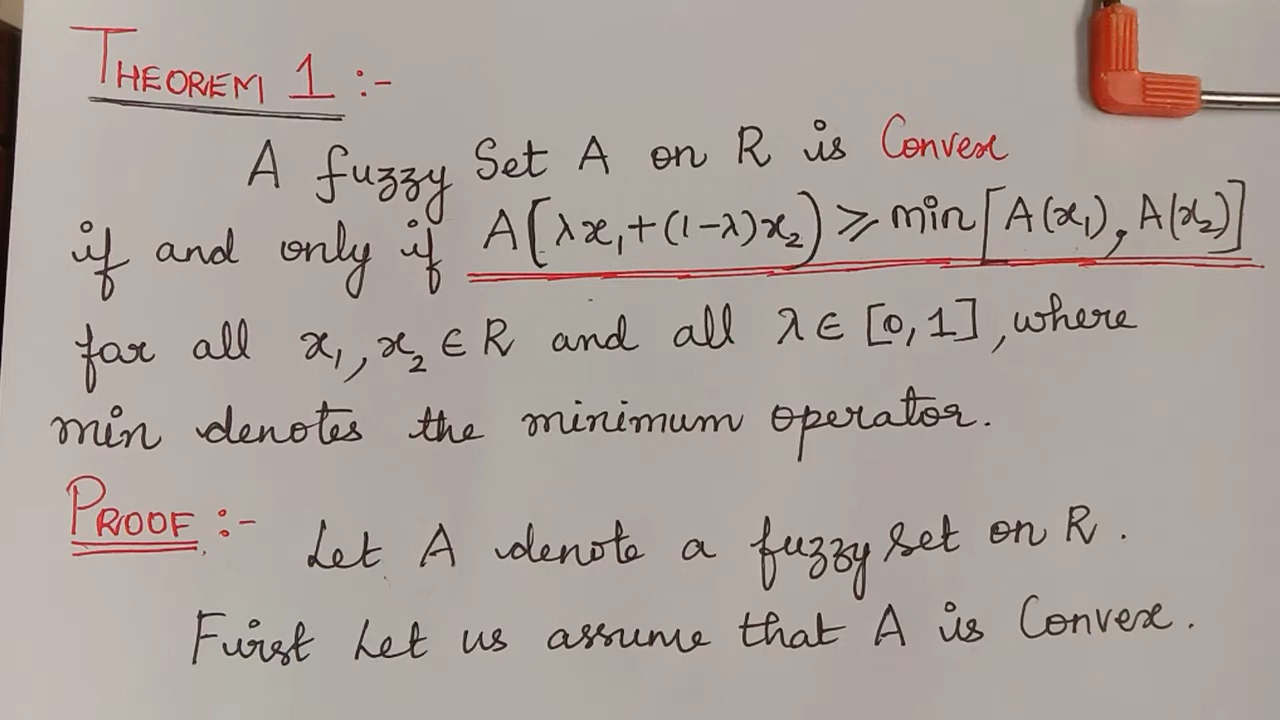 THEOREM 1 :-
A fuzzy Set A on R is Convex
if and only if A[λx₁+(1-λ)x₂) ⩾ min[A(x₁), A(x₂)]
for all x₁, x₂ ∈ R and all λ ∈ [0, 1], where
min denotes the minimum operator.
PROOF :- Let A denote a fuzzy set on R.
First Let us assume that A is Convex.